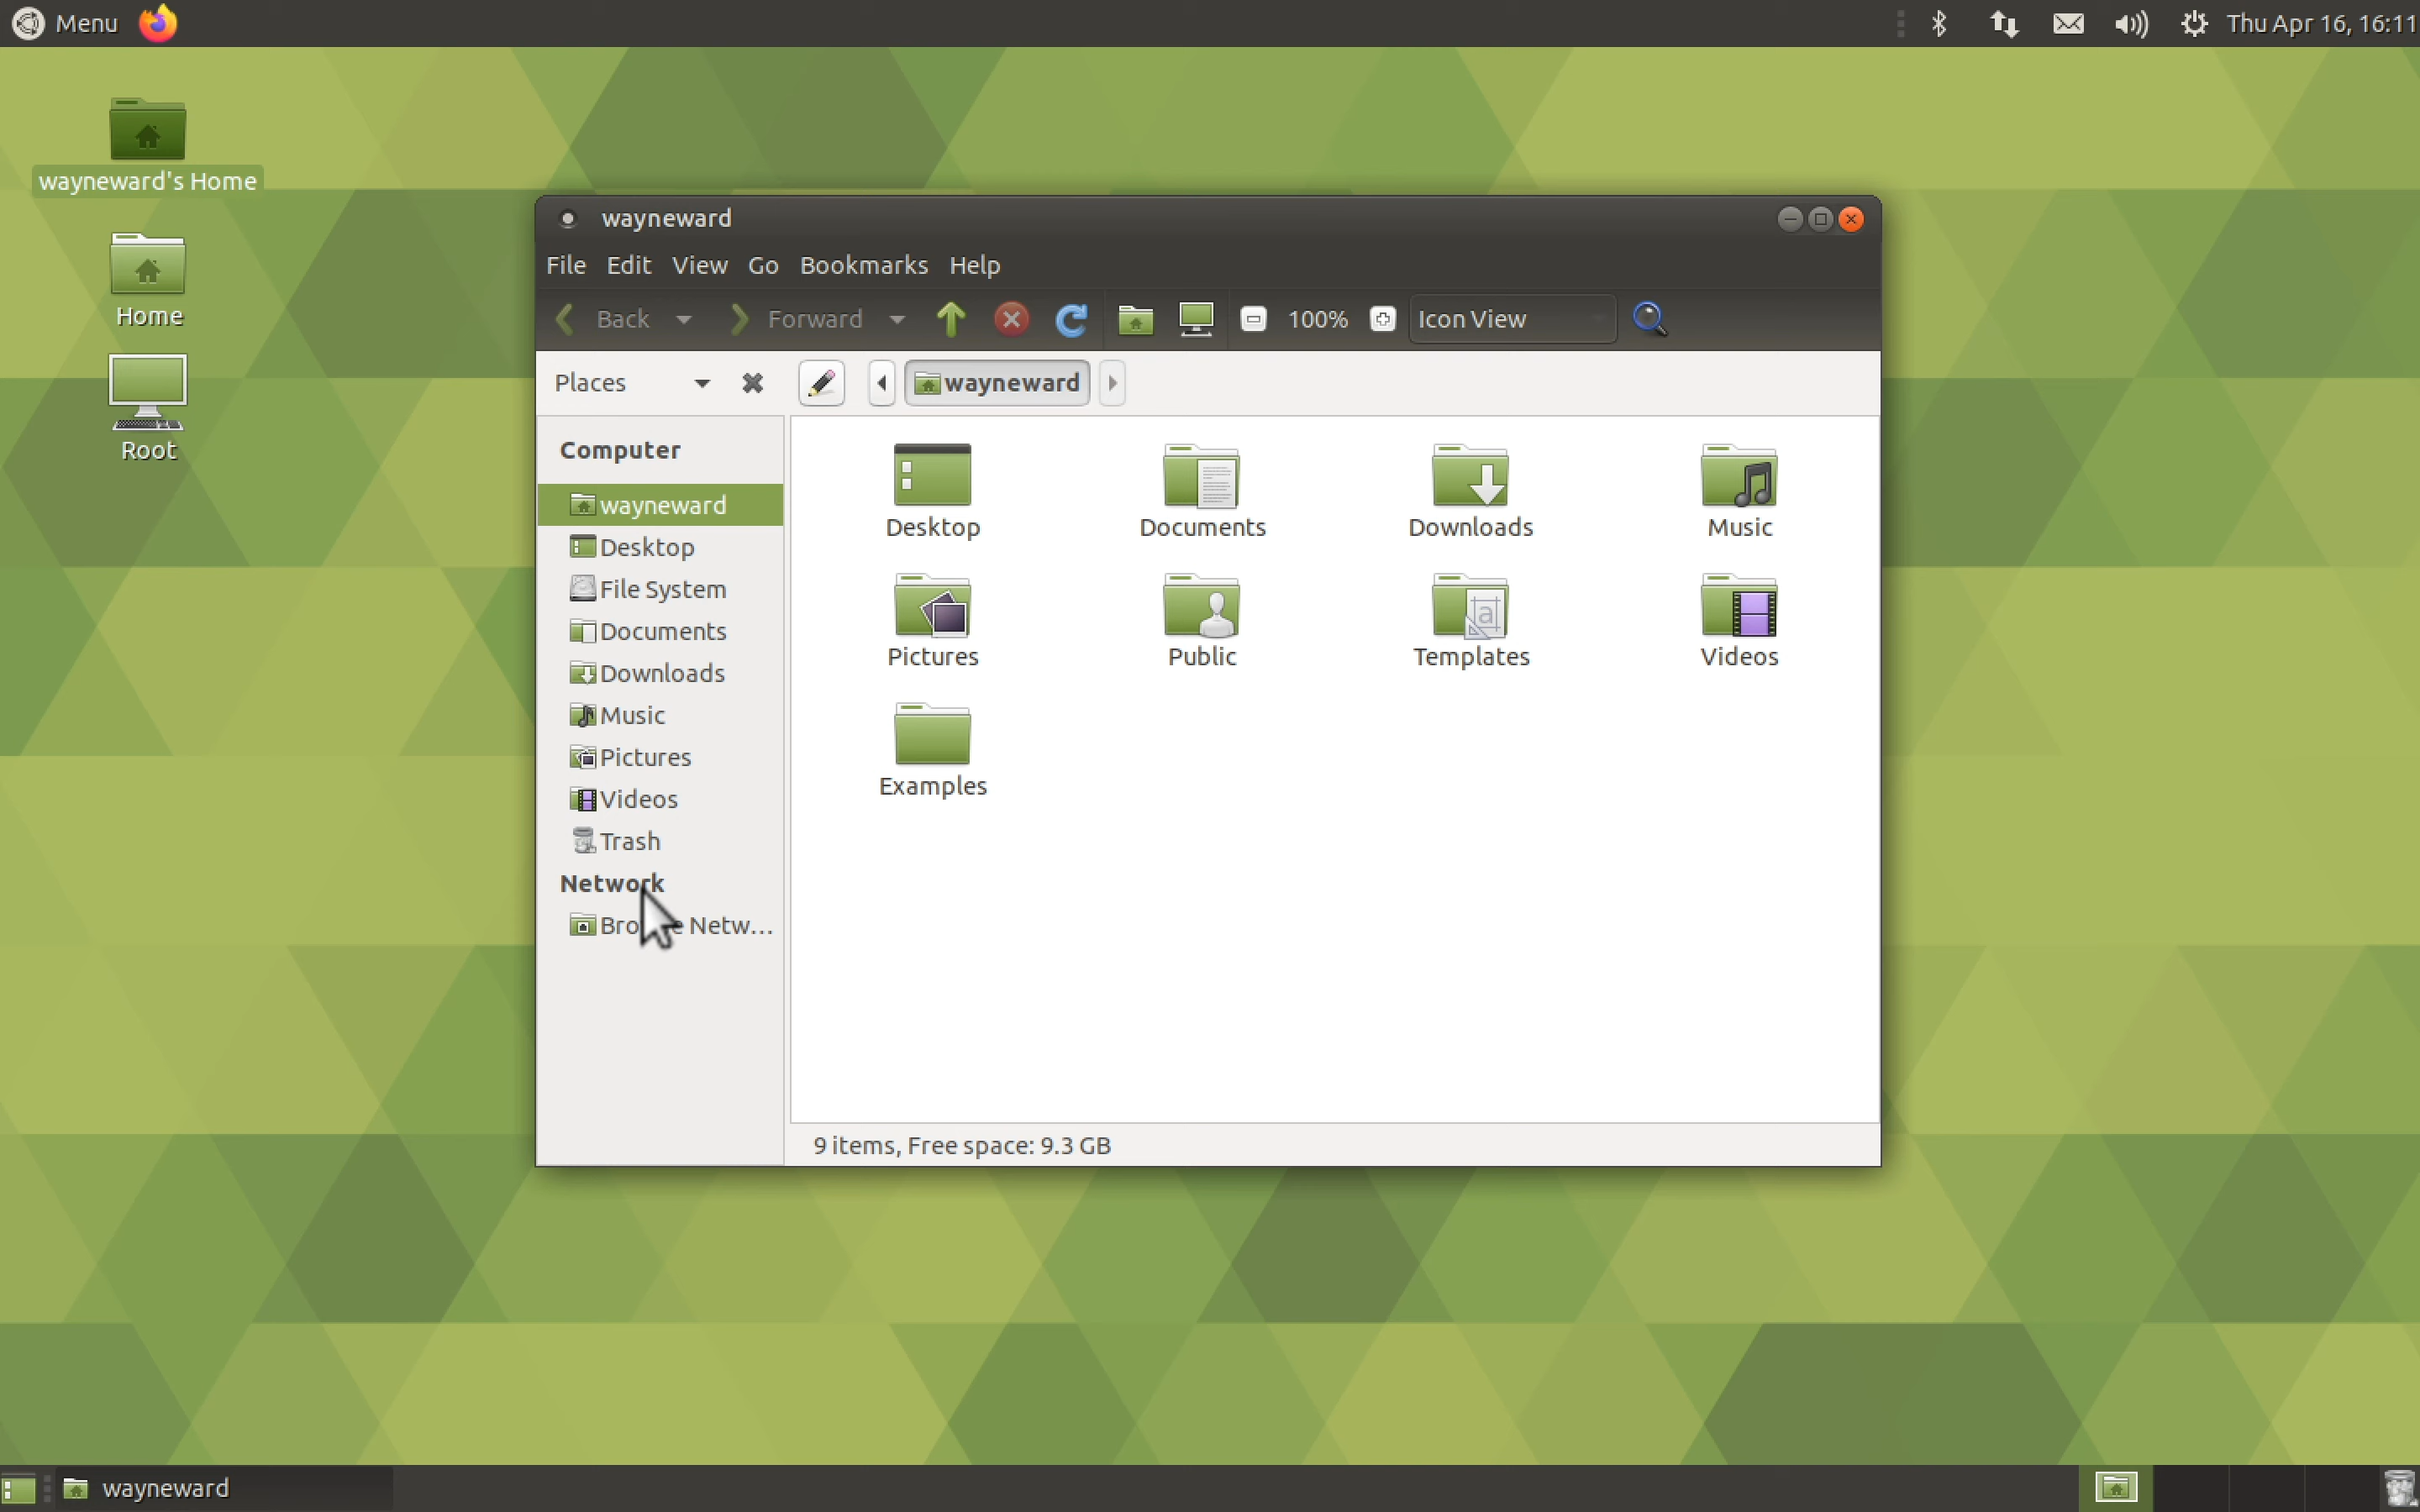 Menu
Thu Apr 16, 16:11
wayneward's Home
Home
Root
wayneward
File Edit View Go Bookmarks Help
Back Forward 100% Icon View
Places wayneward
Computer
wayneward
Desktop
File System
Documents
Downloads
Music
Pictures
Videos
Trash
Network
Netw...
Desktop Documents Downloads Music
Pictures Public Templates Videos
Examples
9 items, Free space: 9.3 GB
wayneward